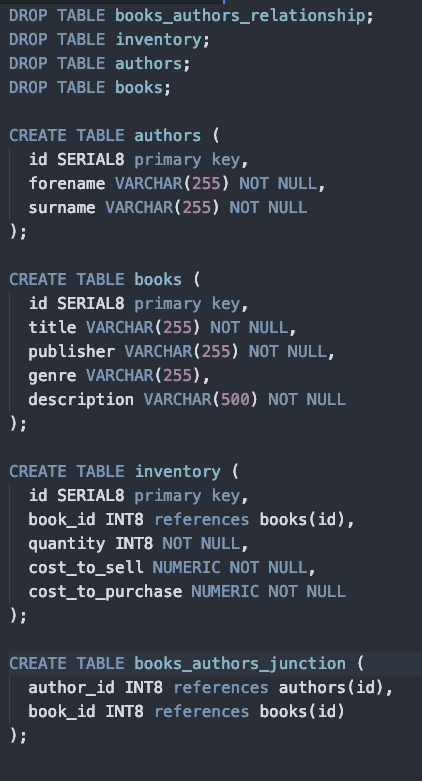 DROP TABLE books_authors_relationship;
DROP TABLE inventory;
DROP TABLE authors;
DROP TABLE books;

CREATE TABLE authors (
  id SERIAL8 primary key,
  forename VARCHAR(255) NOT NULL,
  surname VARCHAR(255) NOT NULL
);

CREATE TABLE books (
  id SERIAL8 primary key,
  title VARCHAR(255) NOT NULL,
  publisher VARCHAR(255) NOT NULL,
  genre VARCHAR(255),
  description VARCHAR(500) NOT NULL
);

CREATE TABLE inventory (
  id SERIAL8 primary key,
  book_id INT8 references books(id),
  quantity INT8 NOT NULL,
  cost_to_sell NUMERIC NOT NULL,
  cost_to_purchase NUMERIC NOT NULL
);

CREATE TABLE books_authors_junction (
  author_id INT8 references authors(id),
  book_id INT8 references books(id)
);